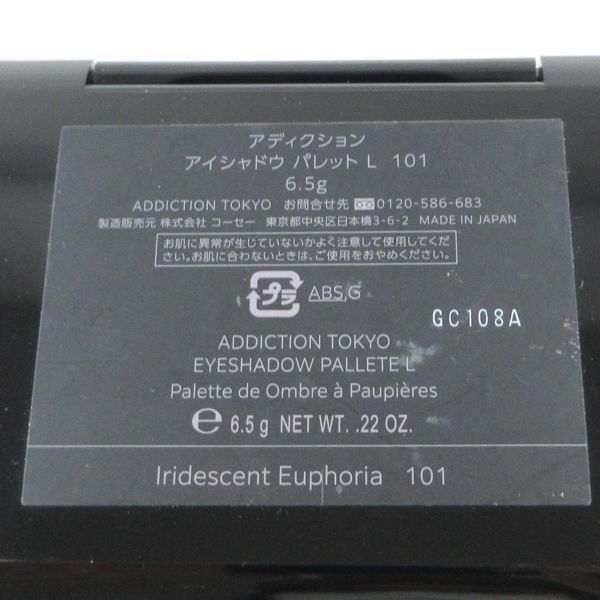 アディクション
アイシャドウ パレット L 101
6.5g
ADDICTION TOKYO お問合せ先 0120-586-683
製造販売元 株式会社 コーセー 東京都中央区日本橋3-6-2 MADE IN JAPAN
お肌に異常が生じていないかよく注意して使用してくだ
さい。お肌に合わないときは、ご使用をおやめください。
プラ ABS,G
GC108A
ADDICTION TOKYO
EYESHADOW PALLETE L
Palette de Ombre à Paupières
e 6.5 g NET WT. .22 OZ.
Iridescent Euphoria 101